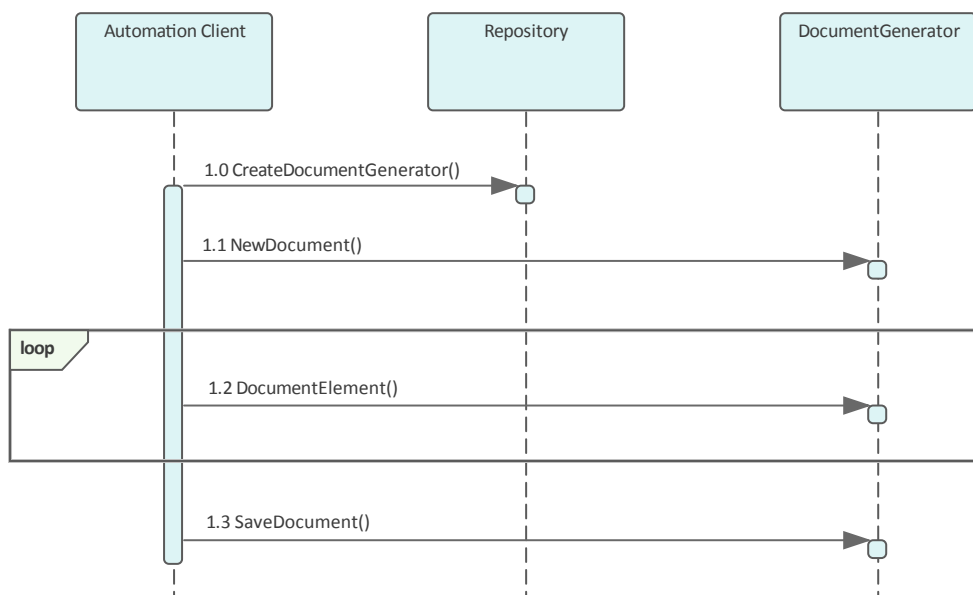 Automation Client
Repository
DocumentGenerator
1.0 CreateDocumentGenerator()
1.1 NewDocument()
loop
1.2 DocumentElement()
1.3 SaveDocument()